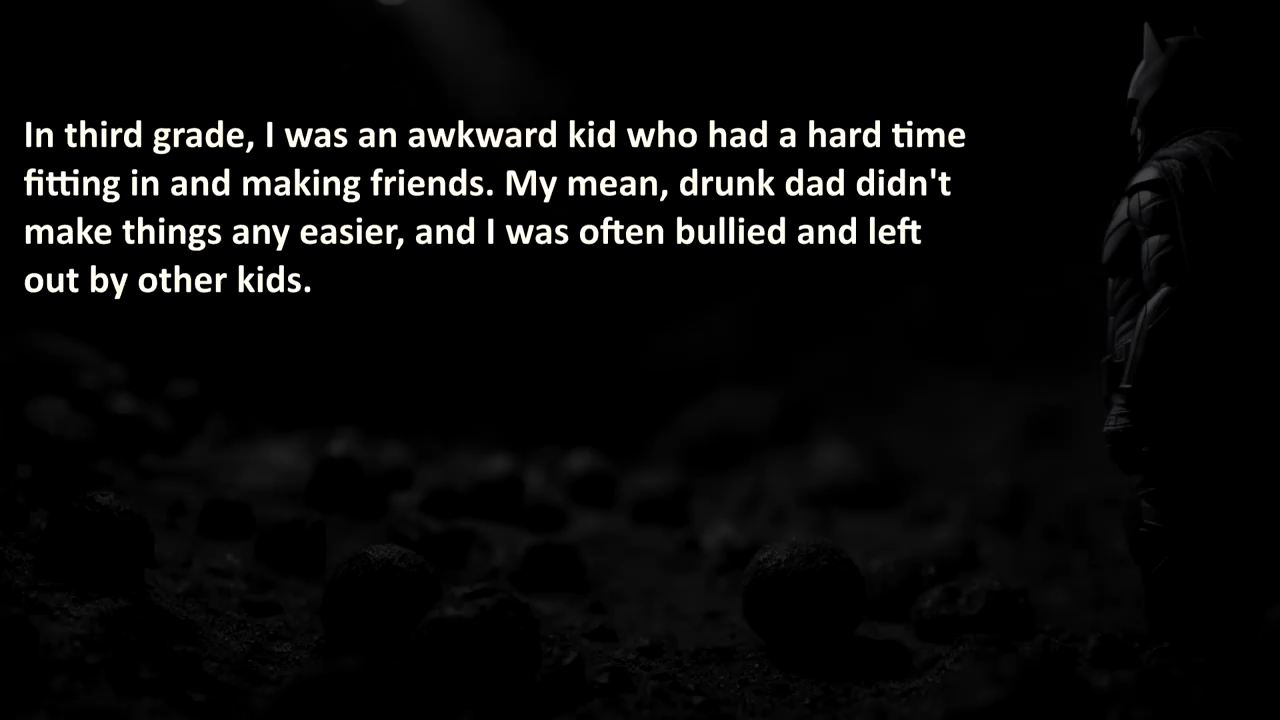 In third grade, I was an awkward kid who had a hard time
fitting in and making friends. My mean, drunk dad didn't
make things any easier, and I was often bullied and left
out by other kids.